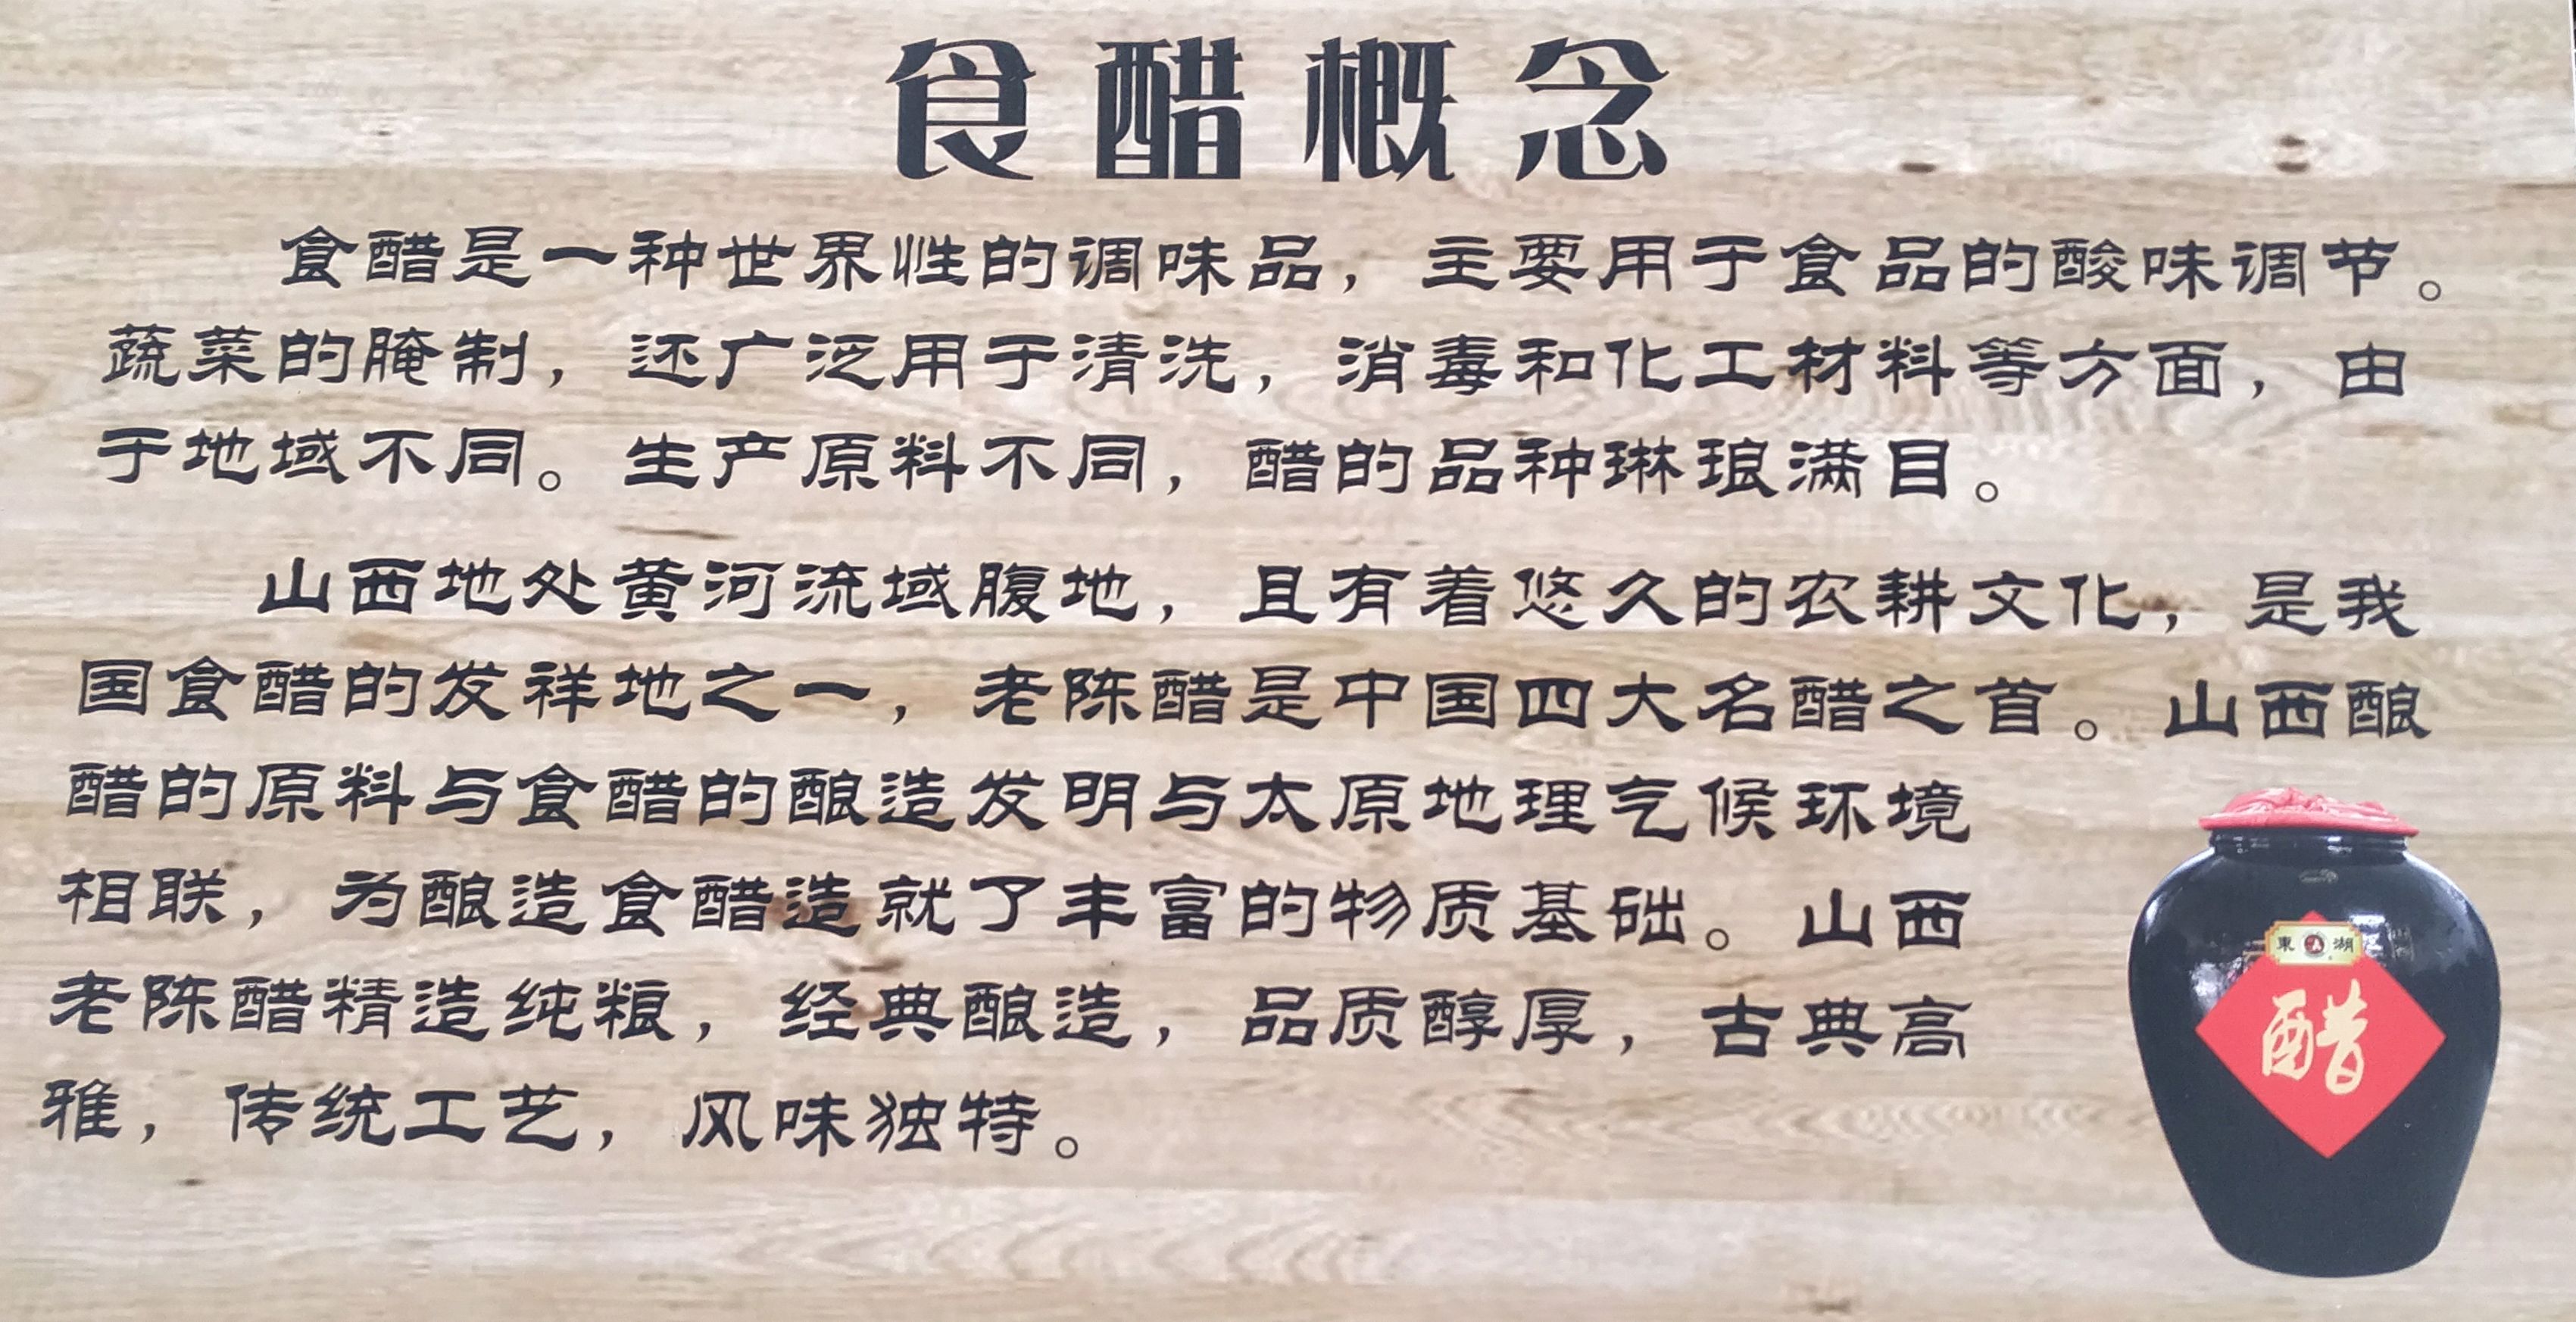 食醋概念
食醋是一种世界性的调味品，主要用于食品的酸味调节。
蔬菜的腌制，还广泛用于清洗，消毒和化工材料等方面，由
于地域不同。生产原料不同，醋的品种琳琅满目。
山西地处黄河流域腹地，且有着悠久的农耕文化，是我
国食醋的发祥地之一，老陈醋是中国四大名醋之首。山西酿
醋的原料与食醋的酿造发明与太原地理气候环境
相联，为酿造食醋造就了丰富的物质基础。山西
老陈醋精造纯粮，经典酿造，品质醇厚，古典高
雅，传统工艺，风味独特。
東湖
醋